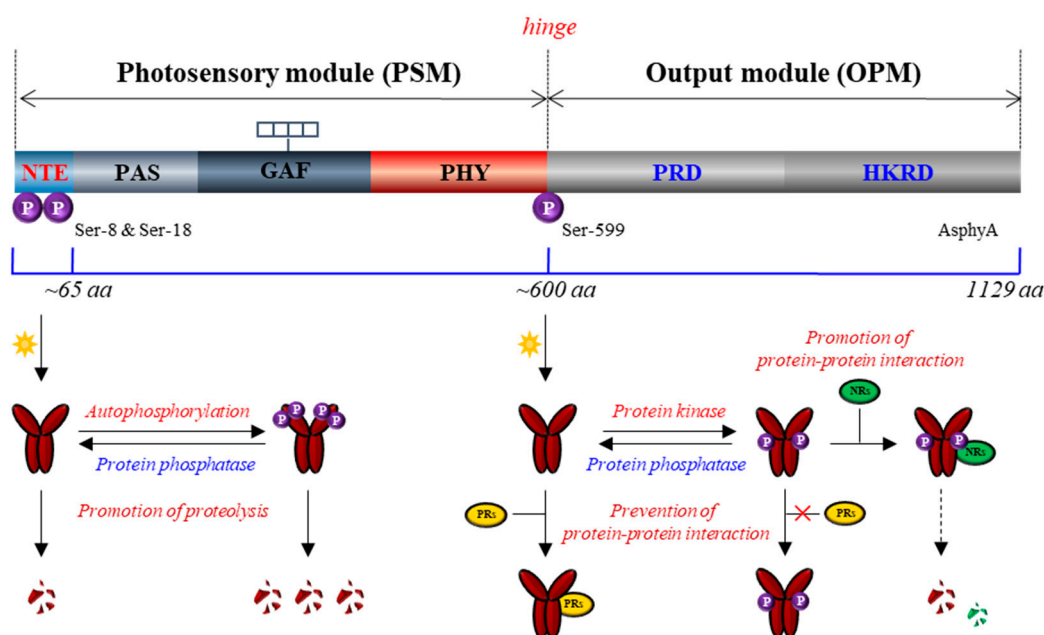 hinge
Photosensory module (PSM)
Output module (OPM)
NTE
PAS
GAF
PHY
PRD
HKRD
P
P
P
Ser-8 & Ser-18
Ser-599
AsphyA
~65 aa
~600 aa
1129 aa
Promotion of
protein-protein interaction
NRs
Autophosphorylation
Protein phosphatase
P
P
P
P
Protein kinase
Protein phosphatase
P
P
P
P
NRs
Promotion of proteolysis
PRs
Prevention of
protein-protein interaction
PRs
PRs
P
P